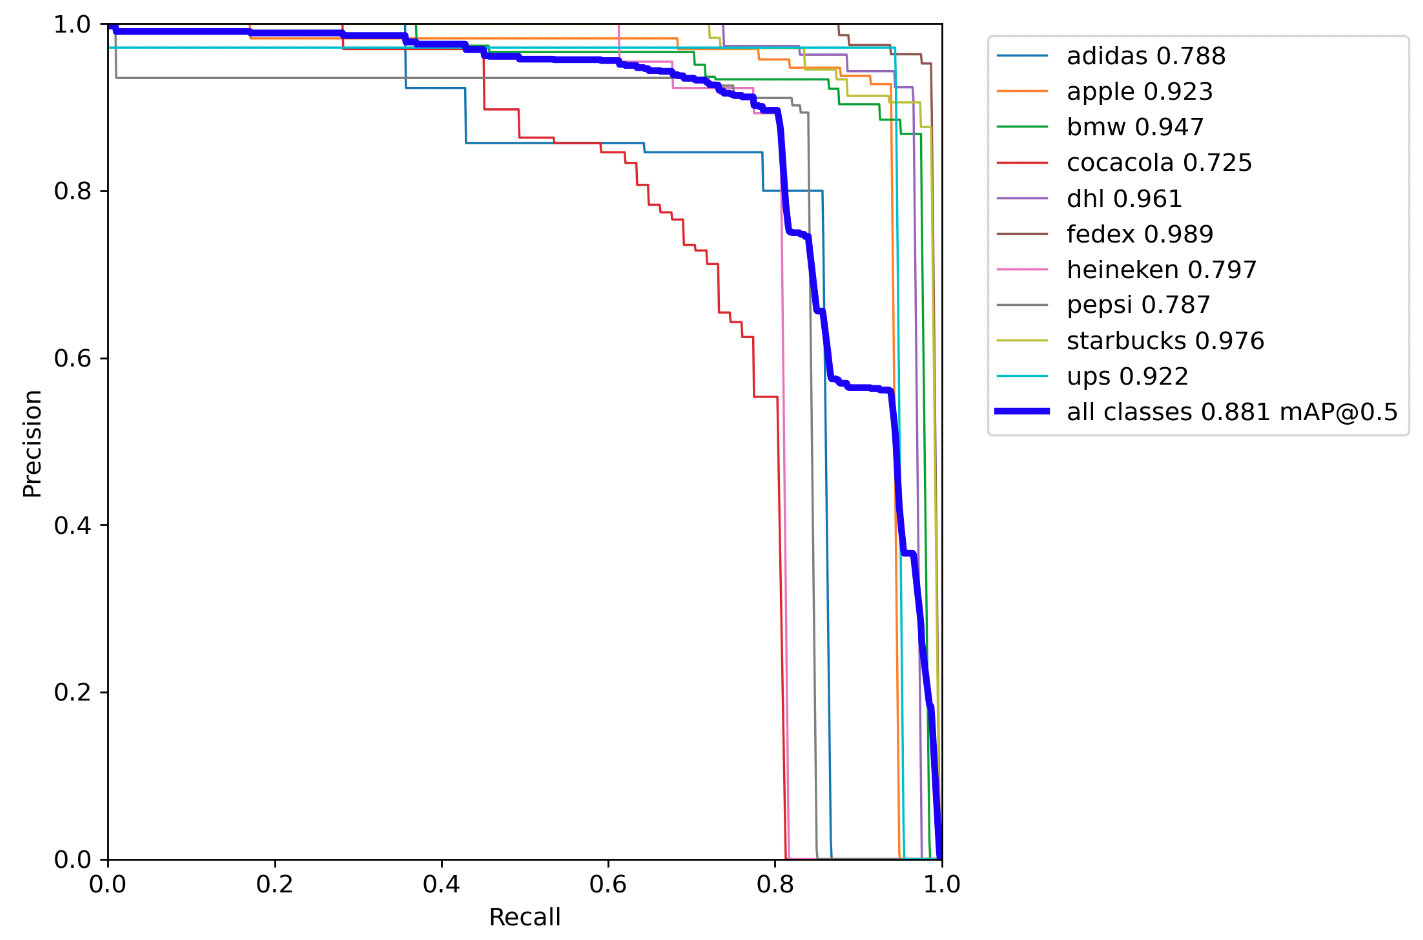 1.0
0.8
0.6
0.4
0.2
0.0
Precision
0.0 0.2 0.4 0.6 0.8 1.0
Recall
adidas 0.788
apple 0.923
bmw 0.947
cocacola 0.725
dhl 0.961
fedex 0.989
heineken 0.797
pepsi 0.787
starbucks 0.976
ups 0.922
all classes 0.881 mAP@0.5